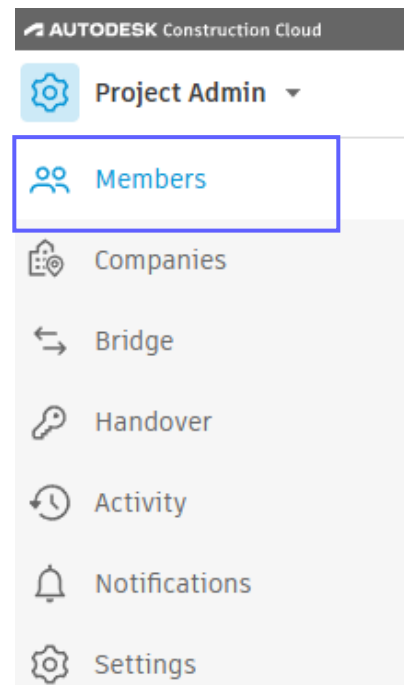 AUTODESK Construction Cloud
Project Admin
Members
Companies
Bridge
Handover
Activity
Notifications
Settings